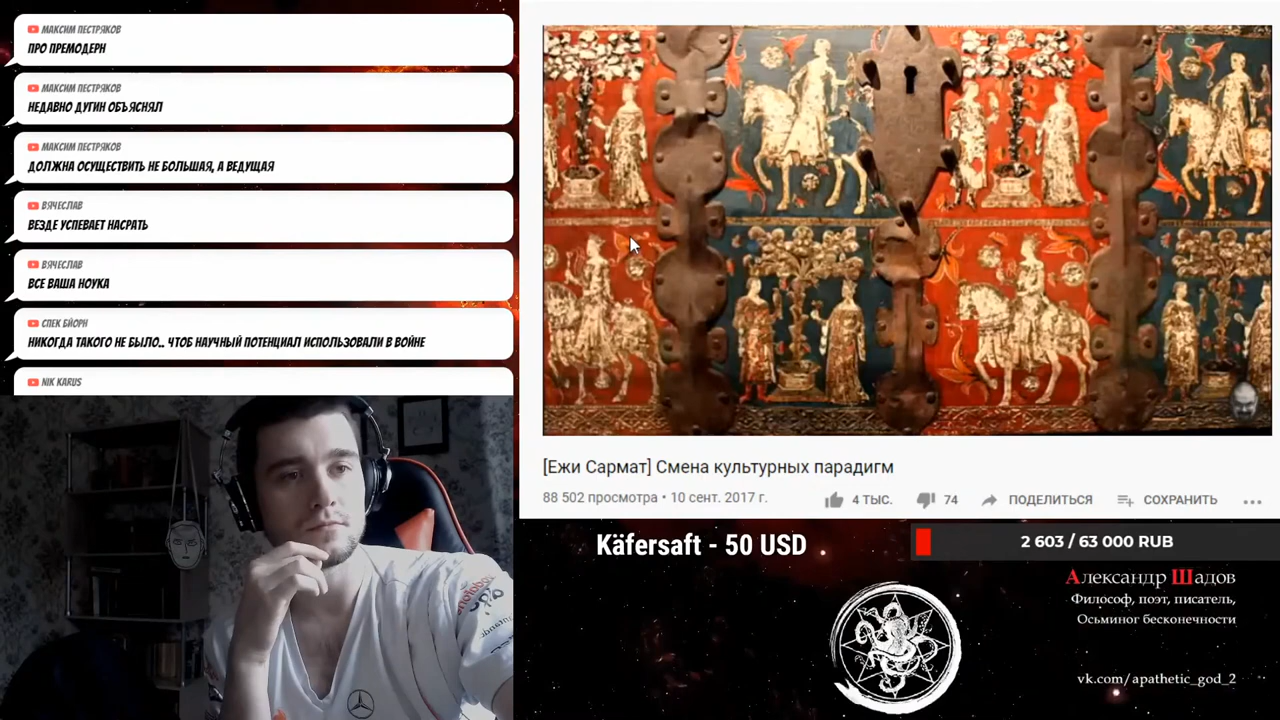 МАКСИМ ПЕСТРЯКОВ
ПРО ПРЕМОДЕРН
МАКСИМ ПЕСТРЯКОВ
НЕДАВНО ДУГИН ОБЪЯСНЯЛ
МАКСИМ ПЕСТРЯКОВ
ДОЛЖНА ОСУЩЕСТВИТЬ НЕ БОЛЬШАЯ, А ВЕДУЩАЯ
ВЯЧЕСЛАВ
ВЕЗДЕ УСПЕВАЕТ НАСРАТЬ
ВЯЧЕСЛАВ
ВСЕ ВАША НОУКА
СПЕК БЙОРН
НИКОГДА ТАКОГО НЕ БЫЛО.. ЧТОБ НАУЧНЫЙ ПОТЕНЦИАЛ ИСПОЛЬЗОВАЛИ В ВОЙНЕ
NIK KARUS
[Ежи Сармат] Смена культурных парадигм
88 502 просмотра • 10 сент. 2017 г.
4 ТЫС.
74
ПОДЕЛИТЬСЯ
СОХРАНИТЬ
Käfersaft - 50 USD
2 603 / 63 000 RUB
Александр Шадов
Философ, поэт, писатель,
Осьминог бесконечности
vk.com/apathetic_god_2